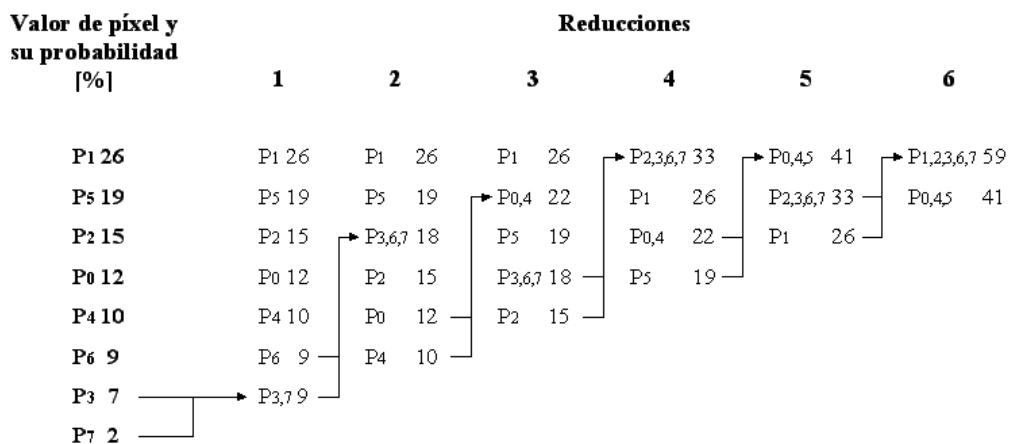 Valor de píxel y Reducciones
su probabilidad
[%] 1 2 3 4 5 6
P1 26 P1 26 P1 26 P1 26 P2,3,6,7 33 P0,4,5 41 P1,2,3,6,7 59
P5 19 P5 19 P5 19 P0,4 22 P1 26 P2,3,6,7 33 P0,4,5 41
P2 15 P2 15 P3,6,7 18 P5 19 P0,4 22 P1 26
P0 12 P0 12 P2 15 P3,6,7 18 P5 19
P4 10 P4 10 P0 12 P2 15
P6 9 P6 9 P4 10
P3 7 P3,7 9
P7 2